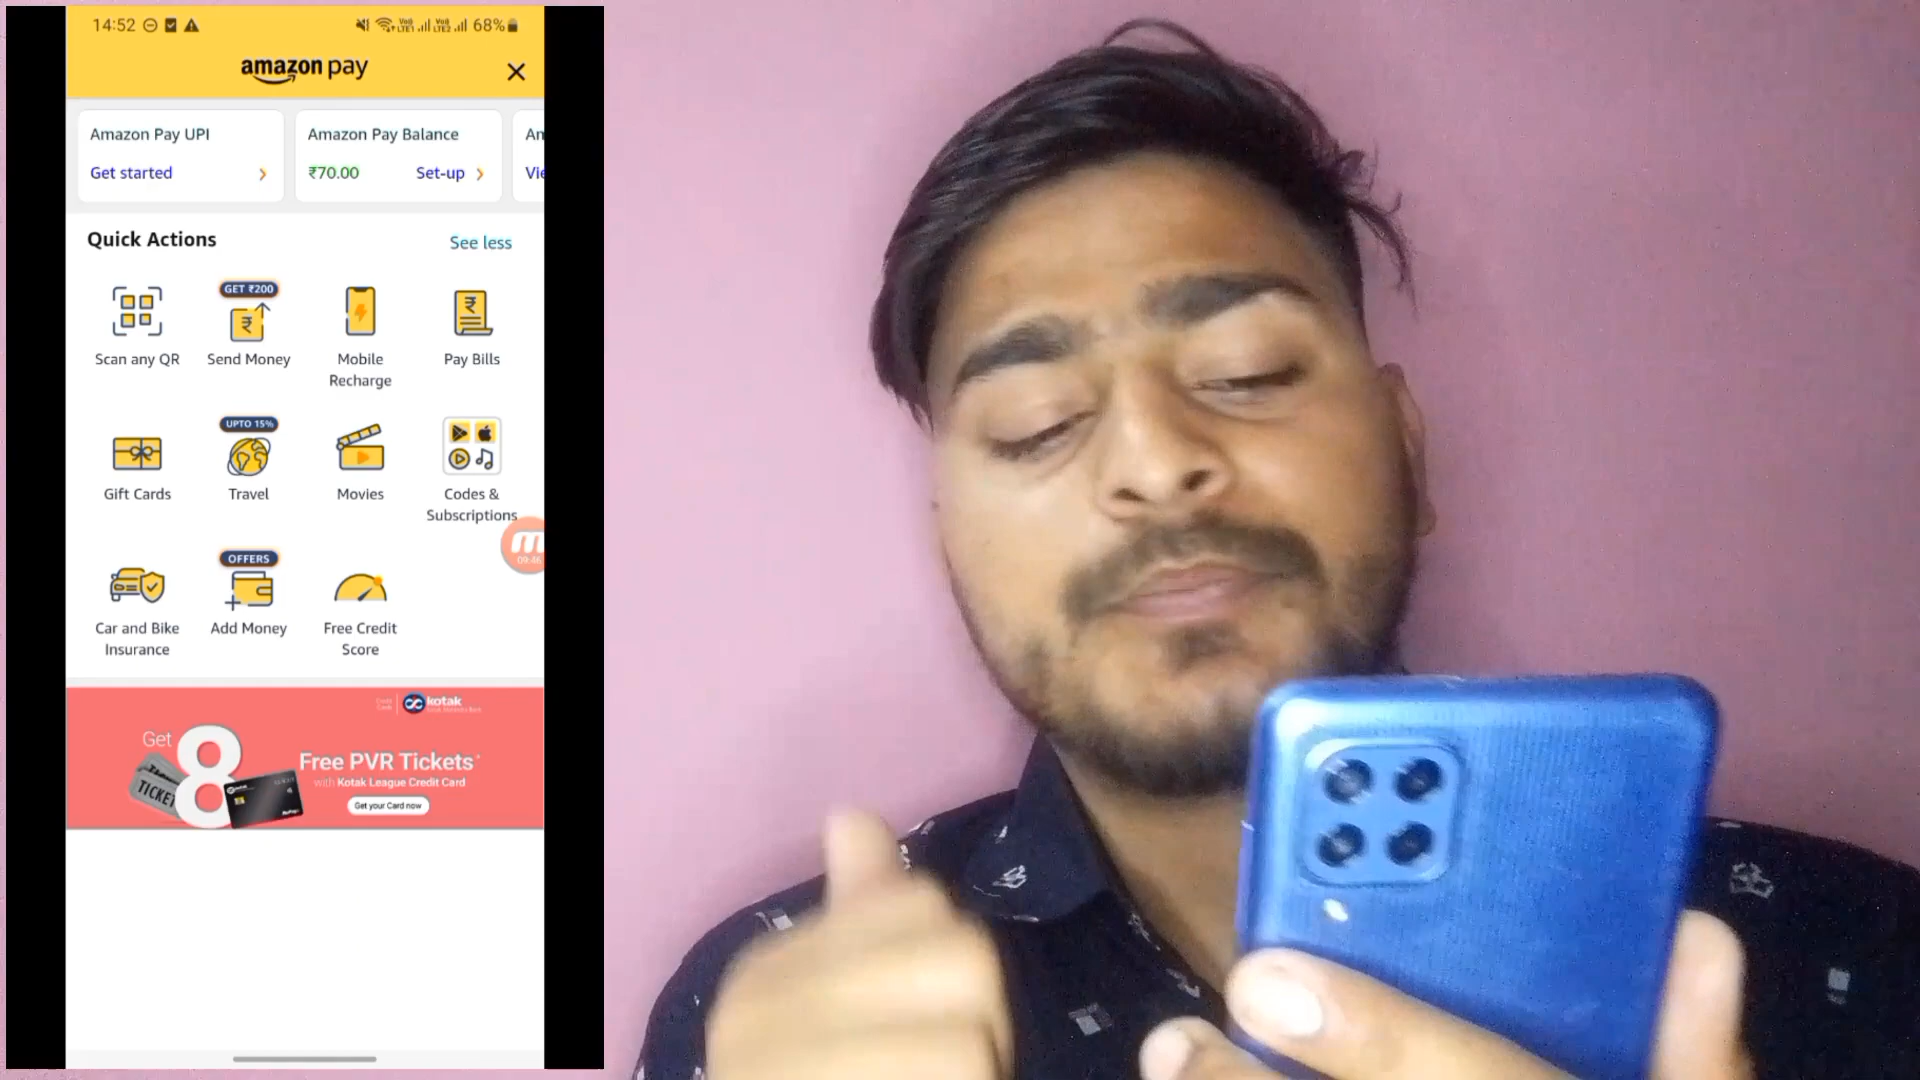 14:52
68%
amazon pay
Amazon Pay UPI
Get started
Amazon Pay Balance
₹70.00
Set-up
Quick Actions
See less
GET ₹200
Scan any QR
Send Money
Mobile
Recharge
Pay Bills
UPTO 15%
Gift Cards
Travel
Movies
Codes &
Subscriptions
09:46
OFFERS
Car and Bike
Insurance
Add Money
Free Credit
Score
kotak
Get 8
Free PVR Tickets*
with Kotak League Credit Card
TICKET
Get your Card now